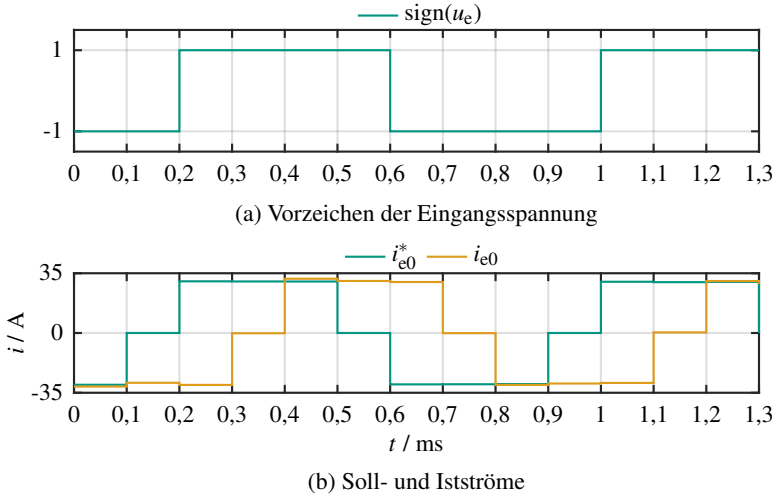 sign(u_e)
1
-1
0 0,1 0,2 0,3 0,4 0,5 0,6 0,7 0,8 0,9 1 1,1 1,2 1,3
(a) Vorzeichen der Eingangsspannung
i*_e0 i_e0
35
0
-35
i / A
0 0,1 0,2 0,3 0,4 0,5 0,6 0,7 0,8 0,9 1 1,1 1,2 1,3
t / ms
(b) Soll- und Istströme